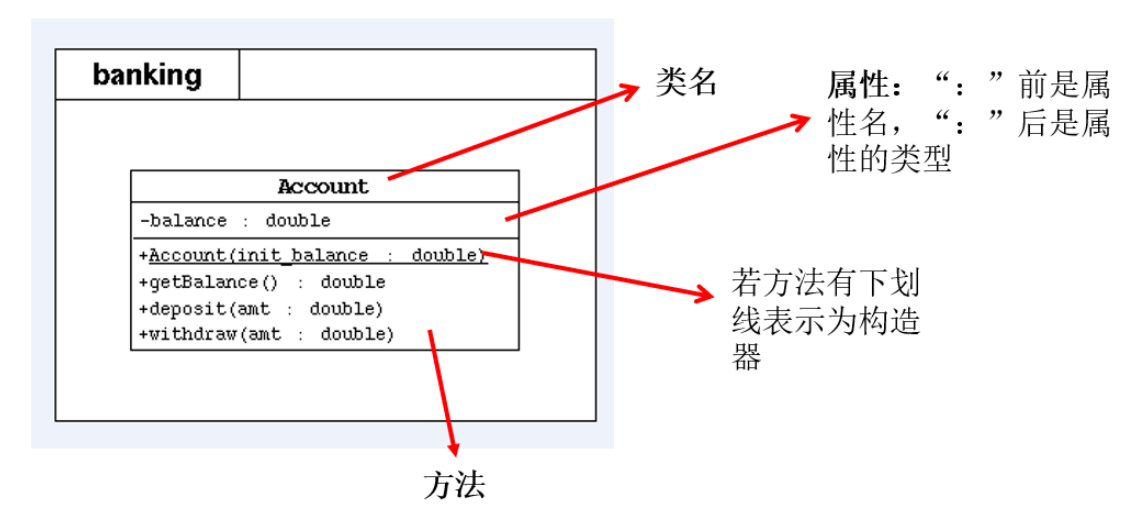 banking
类名
属性：“：”前是属
性名，“：”后是属
性的类型
Account
-balance : double
+Account(init_balance : double)
+getBalance() : double
+deposit(amt : double)
+withdraw(amt : double)
若方法有下划
线表示为构造
器
方法